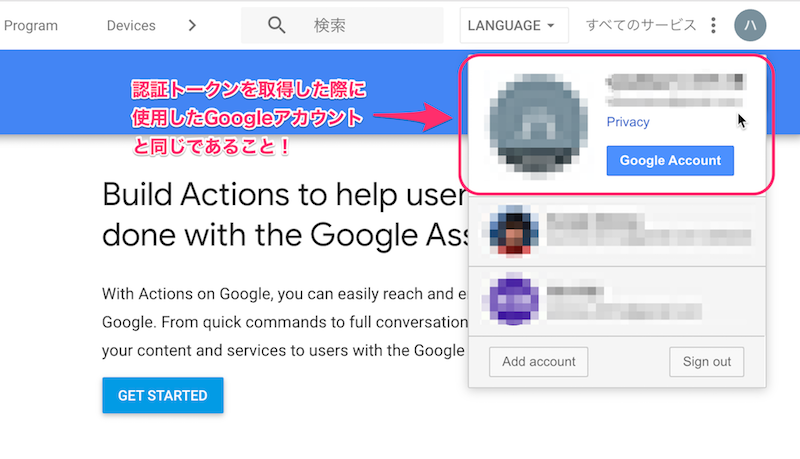 Program Devices 検索 LANGUAGE すべてのサービス ハ
認証トークンを取得した際に
使用したGoogleアカウント
と同じであること!
Privacy
Google Account
Build Actions to help user
done with the Google Ass
With Actions on Google, you can easily reach and e
Google. From quick commands to full conversation
your content and services to users with the Google
Add account Sign out
GET STARTED